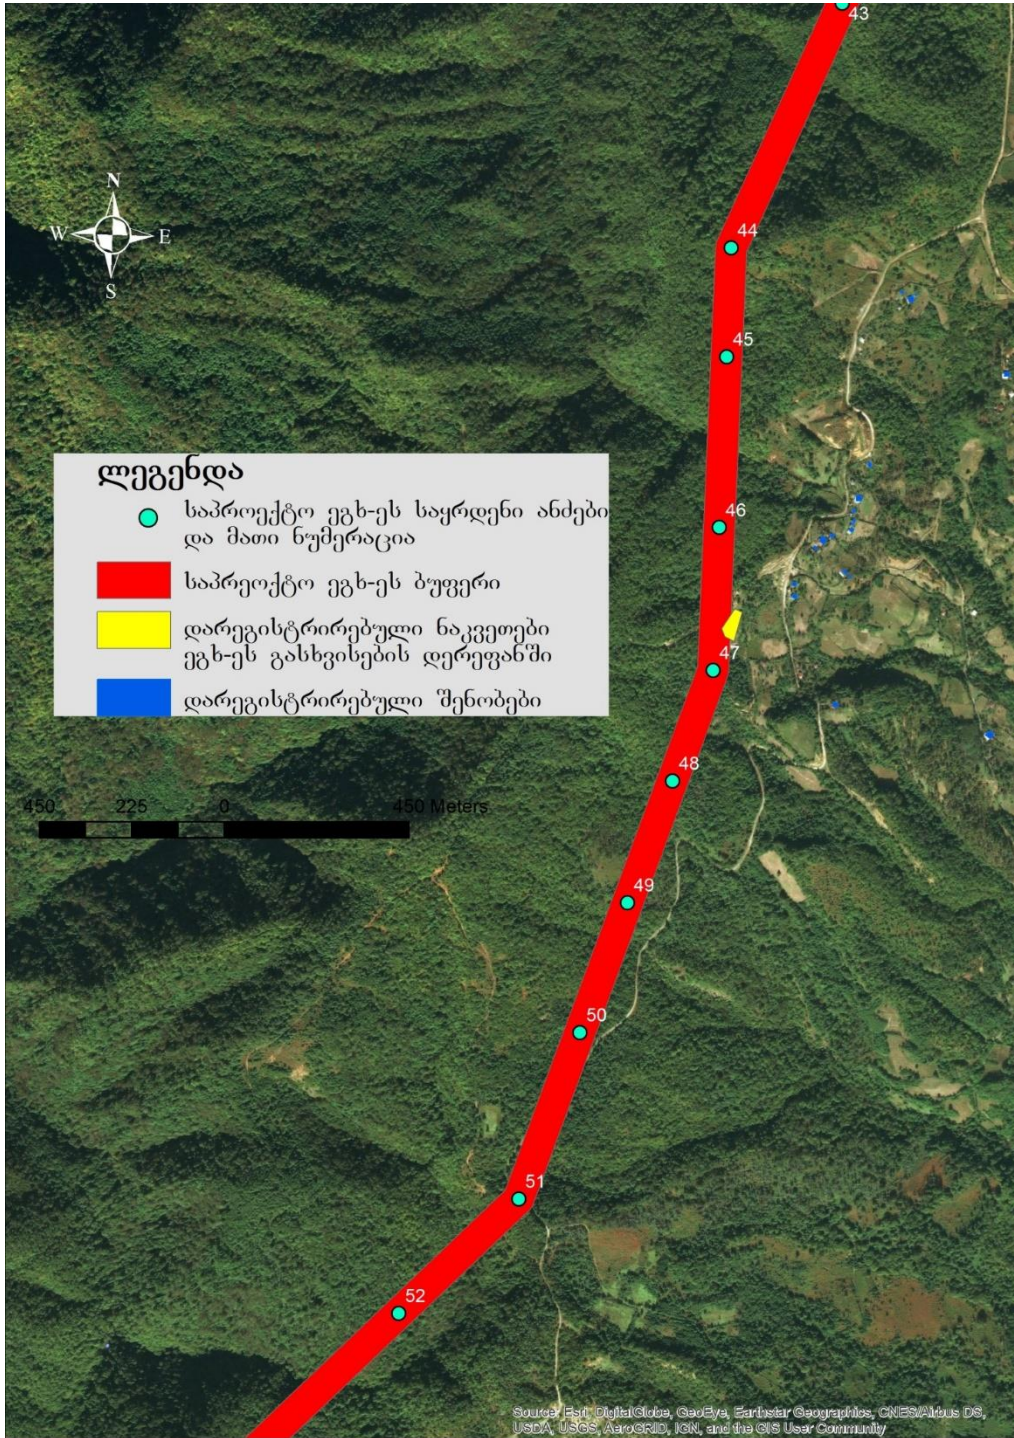 43
N
W E
S
44
45
ლეგენდა
საპროექტო ეგხ-ეს საყრდენი ანძები
და მათი ნუმერაცია
საპრეოქტო ეგხ-ეს ბუფერი
დარეგისტრირებული ნაკვეთები
ეგხ-ეს გასხვისების დერეფანში
დარეგისტრირებული შენობები
46
47
48
450 225 0 450 Meters
49
50
51
52
Source: Esri, DigitalGlobe, GeoEye, Earthstar Geographics, CNES/Airbus DS,
USDA, USGS, AeroGRID, IGN, and the GIS User Community